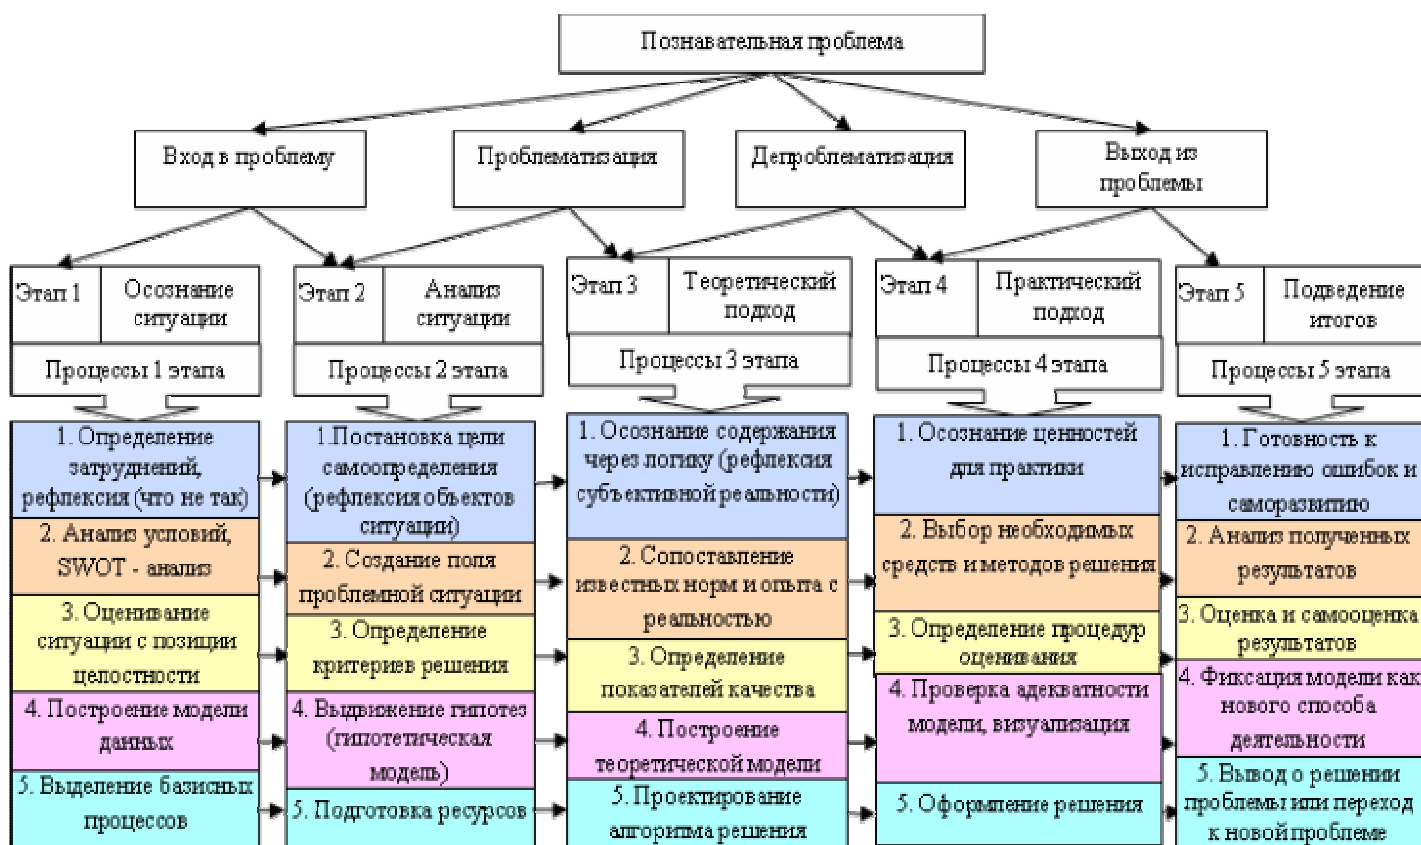 Познавательная проблема
Вход в проблему
Проблематизация
Депроблематизация
Выход из
проблемы
Этап 1
Осознание
ситуации
Процессы 1 этапа
Этап 2
Анализ
ситуации
Процессы 2 этапа
Этап 3
Теоретический
подход
Процессы 3 этапа
Этап 4
Практический
подход
Процессы 4 этапа
Этап 5
Подведение
итогов
Процессы 5 этапа
1. Определение
затруднений,
рефлексия (что не так)
2. Анализ условий,
SWOT - анализ
3. Оценивание
ситуации с позиции
целостности
4. Построение модели
данных
5. Выделение базисных
процессов
1.Постановка цели
самоопределения
(рефлексия объектов
ситуации)
2. Создание поля
проблемной ситуации
3. Определение
критериев решения
4. Выдвижение гипотез
(гипотетическая
модель)
5. Подготовка ресурсов
1. Осознание содержания
через логику (рефлексия
субъективной реальности)
2. Сопоставление
известных норм и опыта с
реальностью
3. Определение
показателей качества
4. Построение
теоретической модели
5. Проектирование
алгоритма решения
1. Осознание ценностей
для практики
2. Выбор необходимых
средств и методов решения
3. Определение процедур
оценивания
4. Проверка адекватности
модели, визуализация
5. Оформление решения
1. Готовность к
исправлению ошибок и
саморазвитию
2. Анализ полученных
результатов
3. Оценка и самооценка
результатов
4. Фиксация модели как
нового способа
деятельности
5. Вывод о решении
проблемы или переход
к новой проблеме